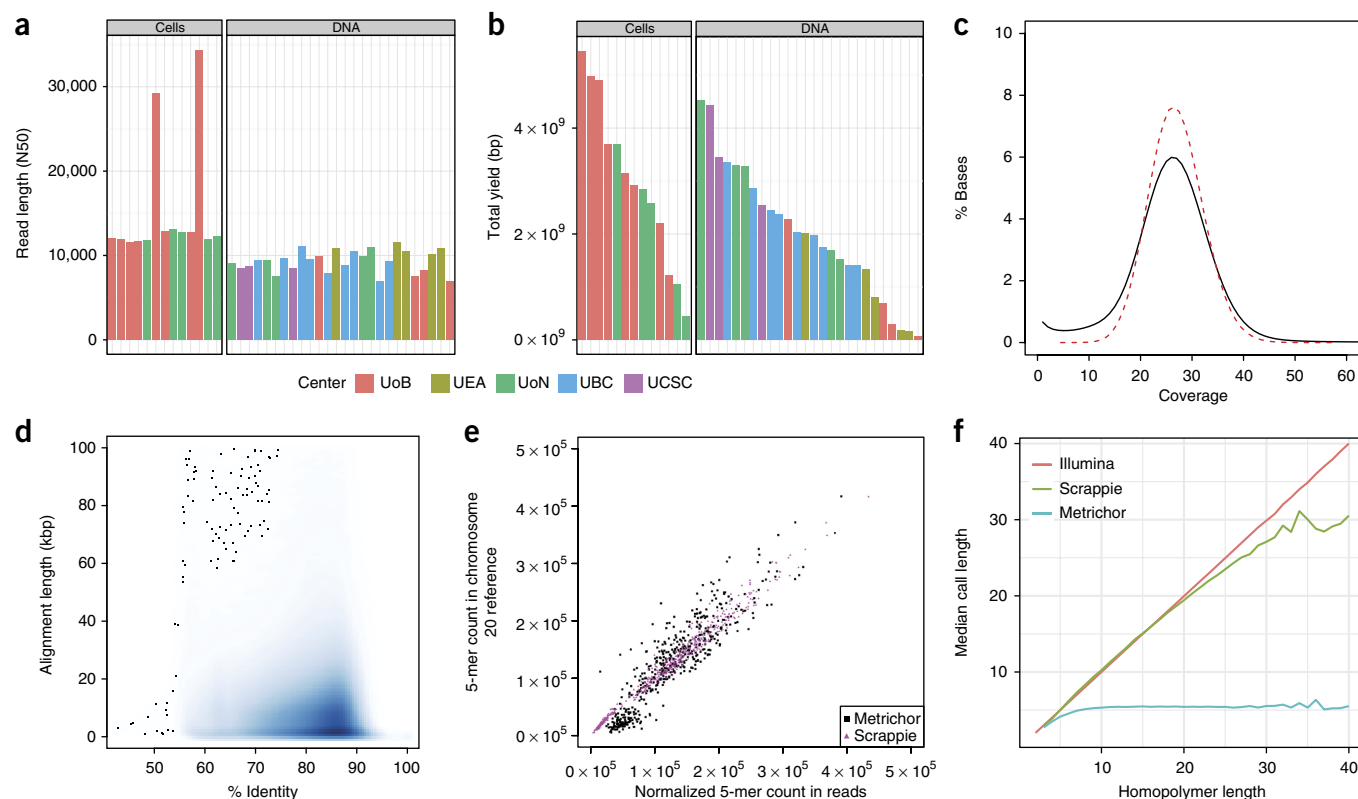 a
Cells
DNA
Read length (N50)
30,000
20,000
10,000
0
b
Cells
DNA
Total yield (bp)
4 × 10⁹
2 × 10⁹
0 × 10⁹
c
% Bases
10
8
6
4
2
0
0 10 20 30 40 50 60
Coverage
Center UoB UEA UoN UBC UCSC
d
Alignment length (kbp)
100
80
60
40
20
0
50 60 70 80 90 100
% Identity
e
5-mer count in chromosome
20 reference
5 × 10⁵
4 × 10⁵
3 × 10⁵
2 × 10⁵
1 × 10⁵
0 × 10⁵
Metrichor
Scrappie
0 × 10⁵ 1 × 10⁵ 2 × 10⁵ 3 × 10⁵ 4 × 10⁵ 5 × 10⁵
Normalized 5-mer count in reads
f
Median call length
40
30
20
10
Illumina
Scrappie
Metrichor
10 20 30 40
Homopolymer length